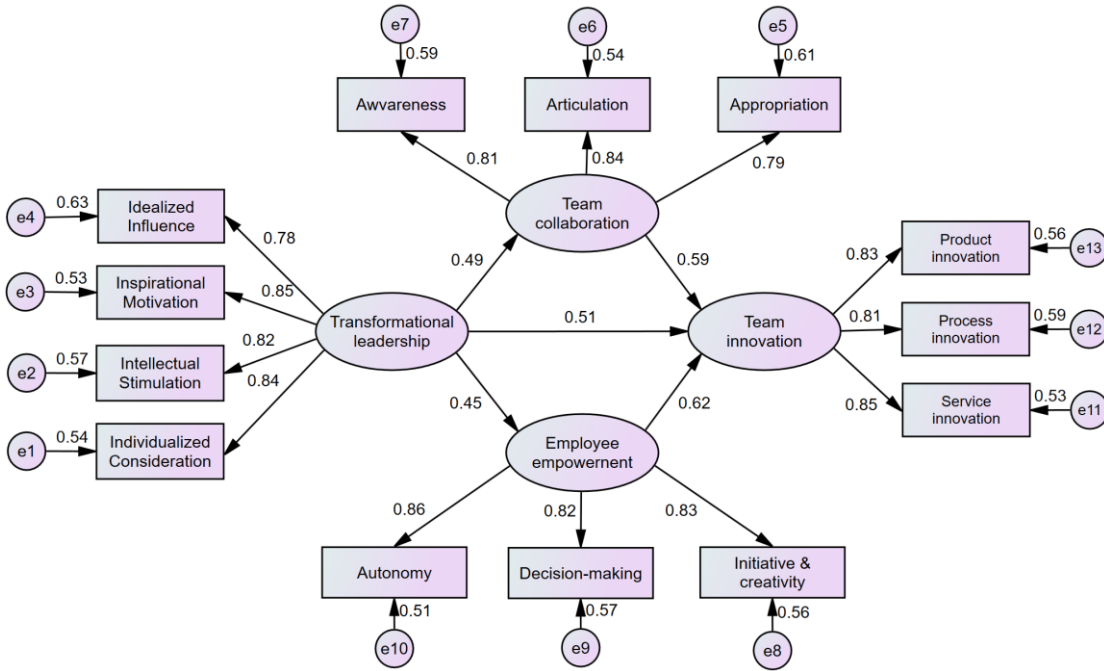 e7
e6
e5
0.59
0.54
0.61
Awvareness
Articulation
Appropriation
0.81
0.84
0.79
e4
0.63
Idealized
Influence
0.78
Team
collaboration
e3
0.53
Inspirational
Motivation
0.85
0.49
0.59
Product
innovation
0.83
0.56
e13
Transformational
leadership
0.51
Team
innovation
0.81
Process
innovation
0.59
e12
e2
0.57
Intellectual
Stimulation
0.82
0.84
0.45
0.62
0.85
Service
innovation
0.53
e11
e1
0.54
Individualized
Consideration
Employee
empowernent
0.86
0.82
0.83
Autonomy
Decision-making
Initiative &
creativity
0.51
0.57
0.56
e10
e9
e8